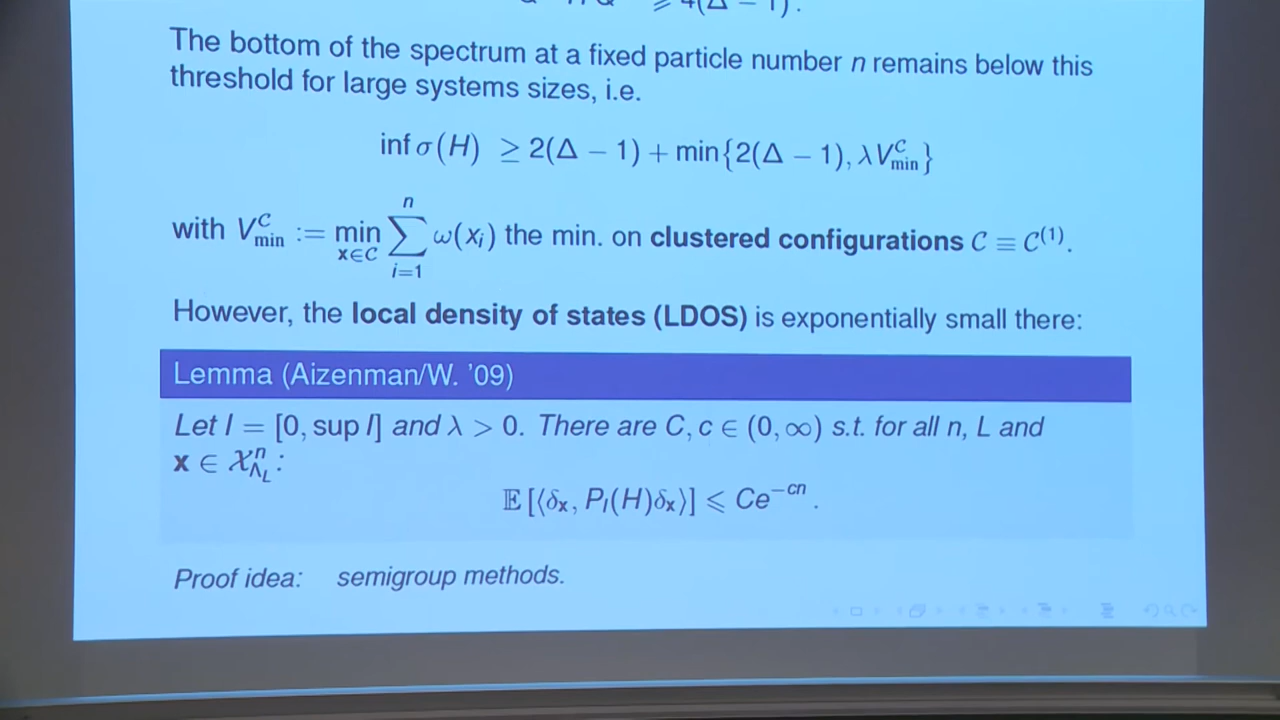 ⩾ 4(Δ − 1).
The bottom of the spectrum at a fixed particle number n remains below this
threshold for large systems sizes, i.e.
inf σ(H) ≥ 2(Δ − 1) + min{2(Δ − 1), λV^C_min}
with V^C_min := min_{x∈C} ∑_{i=1}^{n} ω(x_i) the min. on clustered configurations C ≡ C^(1).
However, the local density of states (LDOS) is exponentially small there:
Lemma (Aizenman/W. '09)
Let I = [0, sup I] and λ > 0. There are C, c ∈ (0, ∞) s.t. for all n, L and
x ∈ X^n_{Λ_L}:
E [⟨δ_x, P_I(H)δ_x⟩] ⩽ Ce^{−cn}.
Proof idea: semigroup methods.